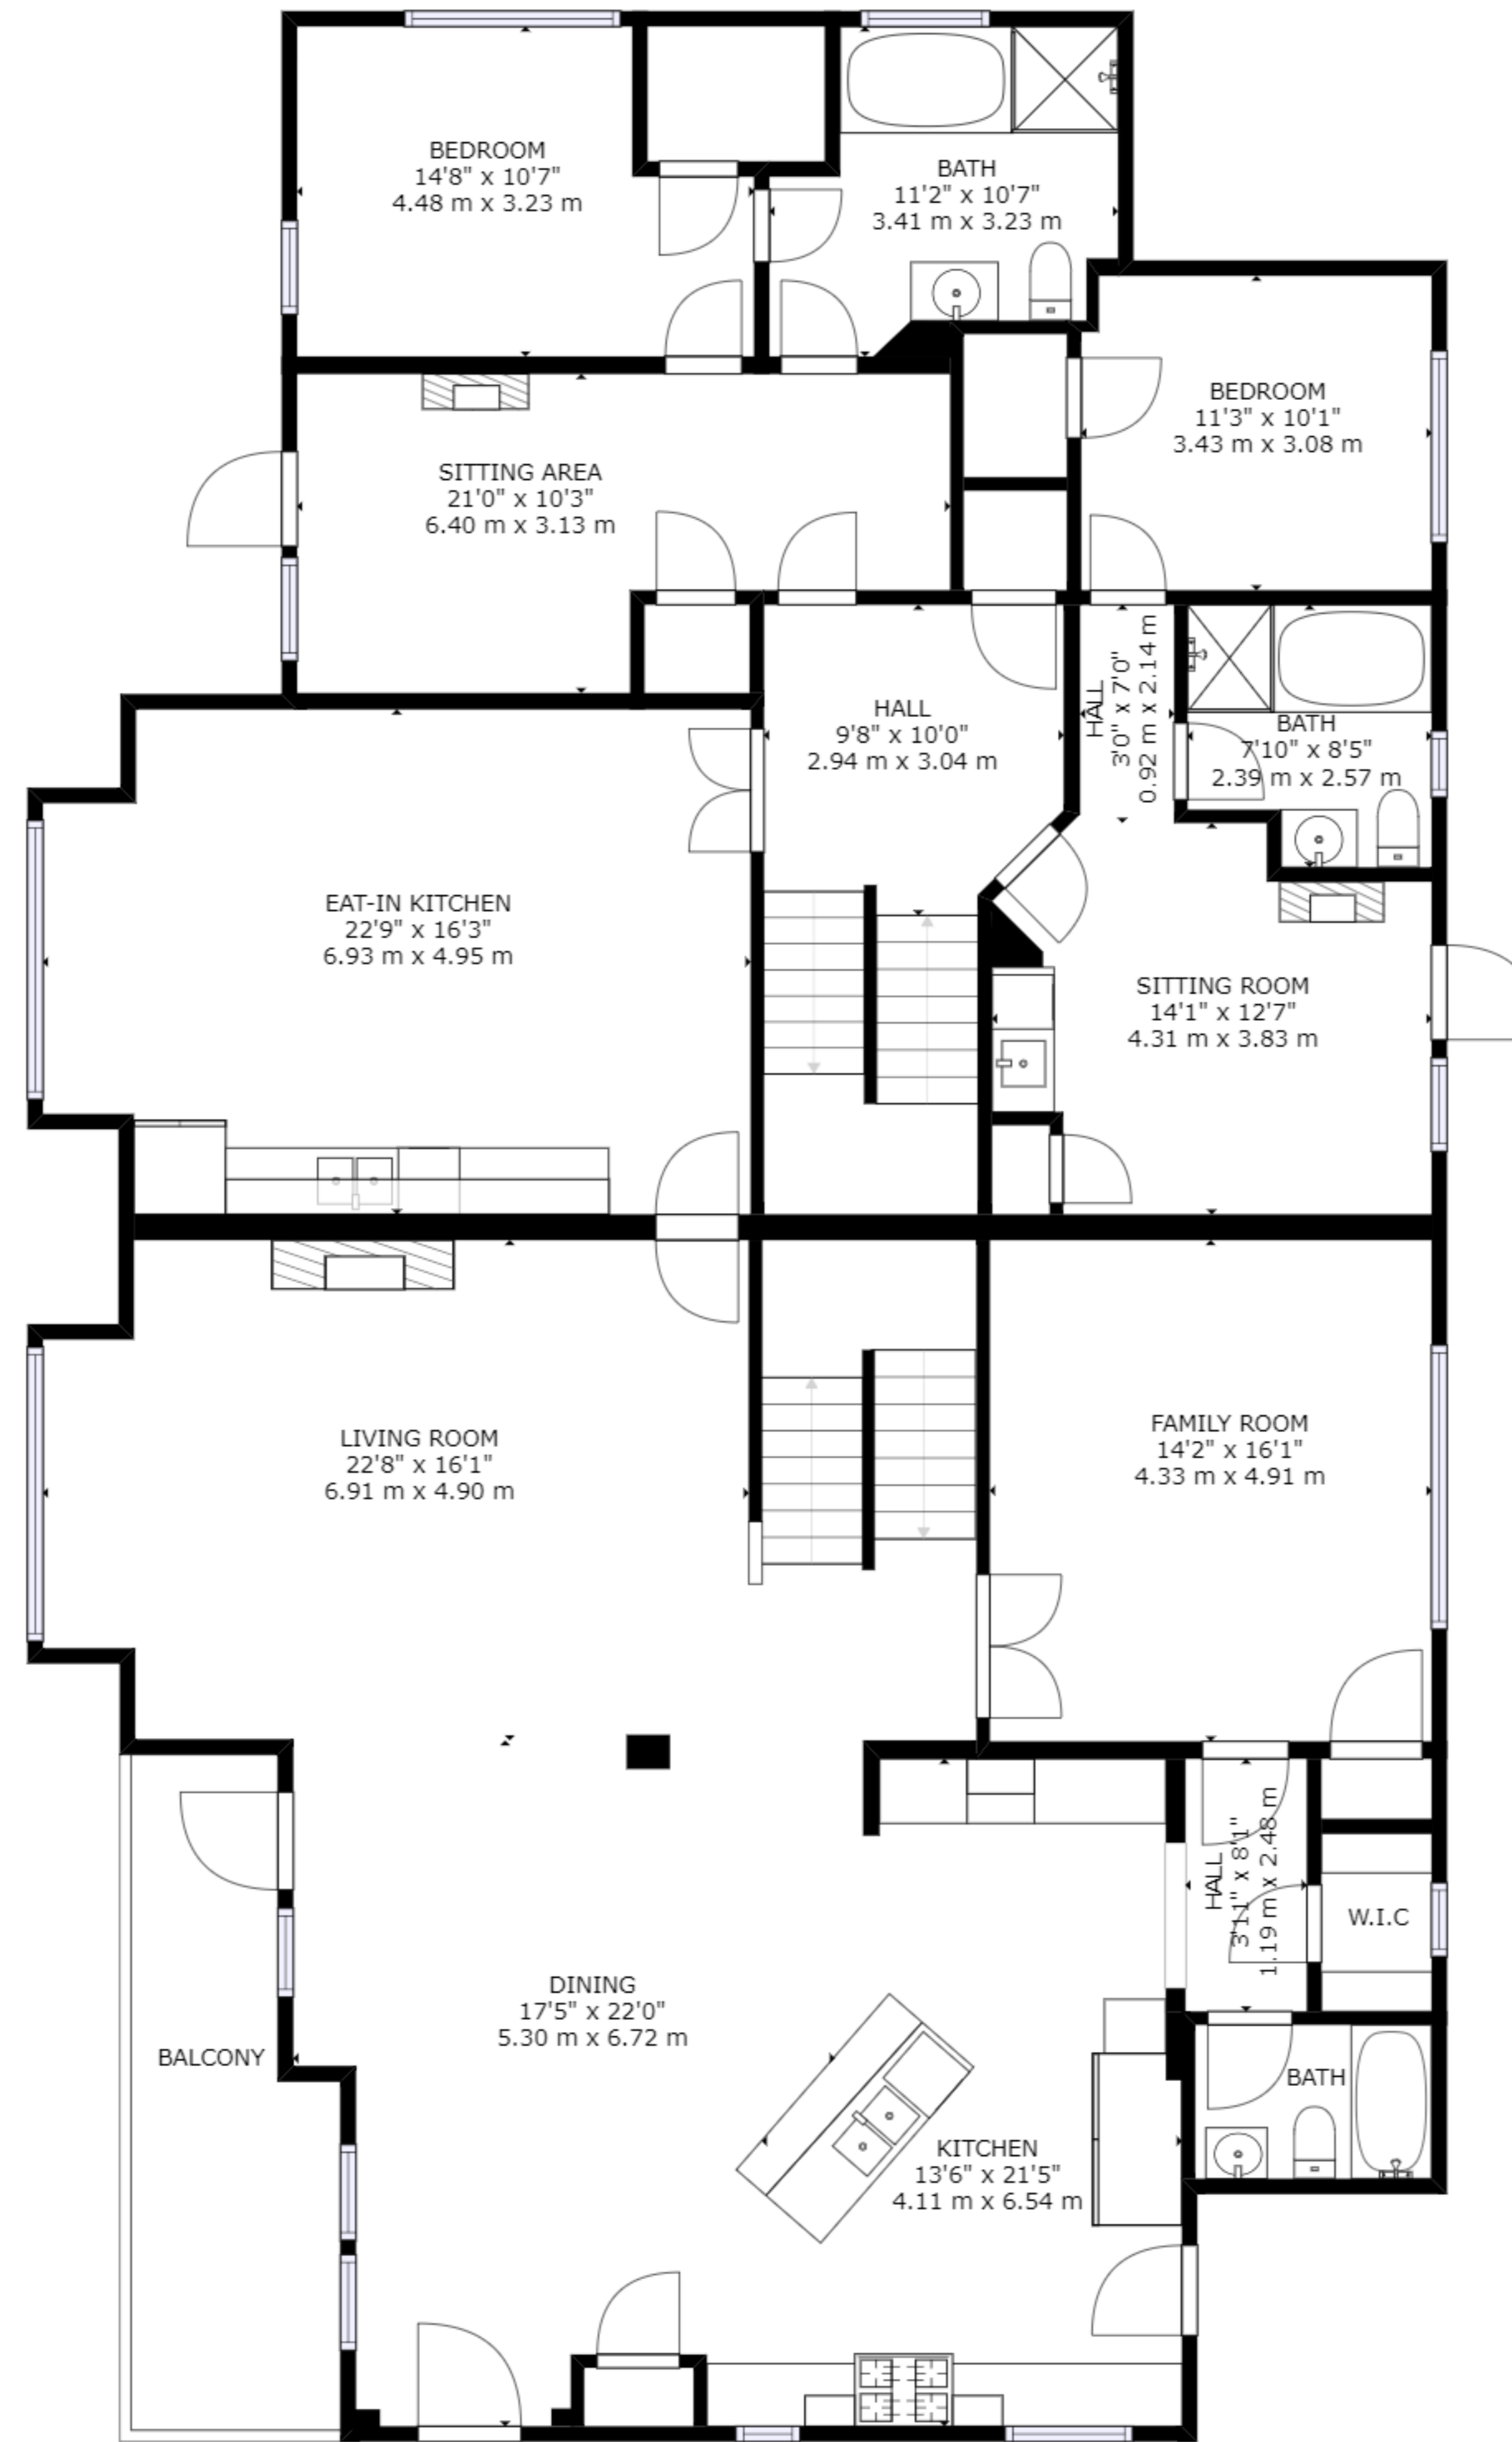 BEDROOM
14'8" x 10'7"
4.48 m x 3.23 m
BATH
11'2" x 10'7"
3.41 m x 3.23 m
BEDROOM
11'3" x 10'1"
3.43 m x 3.08 m
SITTING AREA
21'0" x 10'3"
6.40 m x 3.13 m
HALL
9'8" x 10'0"
2.94 m x 3.04 m
HALL
3'0" x 7'0"
0.92 m x 2.14 m
BATH
7'10" x 8'5"
2.39 m x 2.57 m
EAT-IN KITCHEN
22'9" x 16'3"
6.93 m x 4.95 m
SITTING ROOM
14'1" x 12'7"
4.31 m x 3.83 m
LIVING ROOM
22'8" x 16'1"
6.91 m x 4.90 m
FAMILY ROOM
14'2" x 16'1"
4.33 m x 4.91 m
HALL
3'11" x 8'1"
1.19 m x 2.48 m
W.I.C
DINING
17'5" x 22'0"
5.30 m x 6.72 m
BALCONY
BATH
KITCHEN
13'6" x 21'5"
4.11 m x 6.54 m